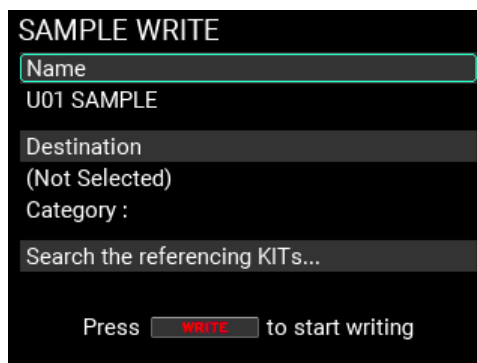 SAMPLE WRITE
Name
U01 SAMPLE
Destination
(Not Selected)
Category :
Search the referencing KITs...
Press WRITE to start writing